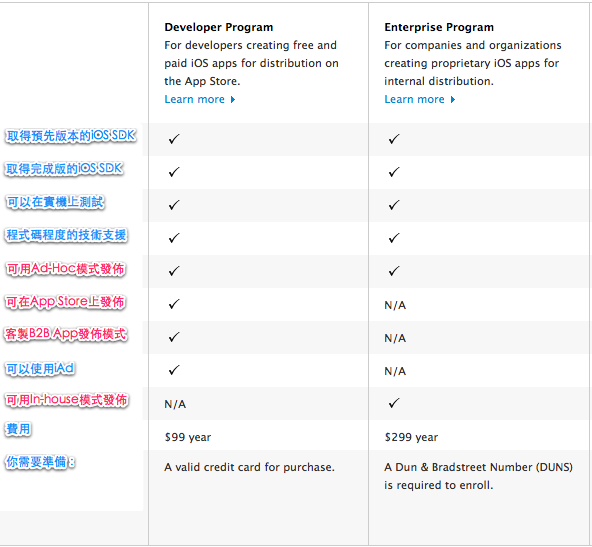 Developer Program
For developers creating free and
paid iOS apps for distribution on
the App Store.
Learn more
Enterprise Program
For companies and organizations
creating proprietary iOS apps for
internal distribution.
Learn more
取得預先版本的iOS SDK ✓ ✓
取得完成版的iOS SDK ✓ ✓
可以在實機上測試 ✓ ✓
程式碼程度的技術支援 ✓ ✓
可用Ad-Hoc模式發佈 ✓ ✓
可在App Store上發佈 ✓ N/A
客製B2B App發佈模式 ✓ N/A
可以使用iAd ✓ N/A
可用In-house模式發佈 N/A ✓
費用 $99 year $299 year
你需要準備：
A valid credit card for purchase.
A Dun & Bradstreet Number (DUNS)
is required to enroll.